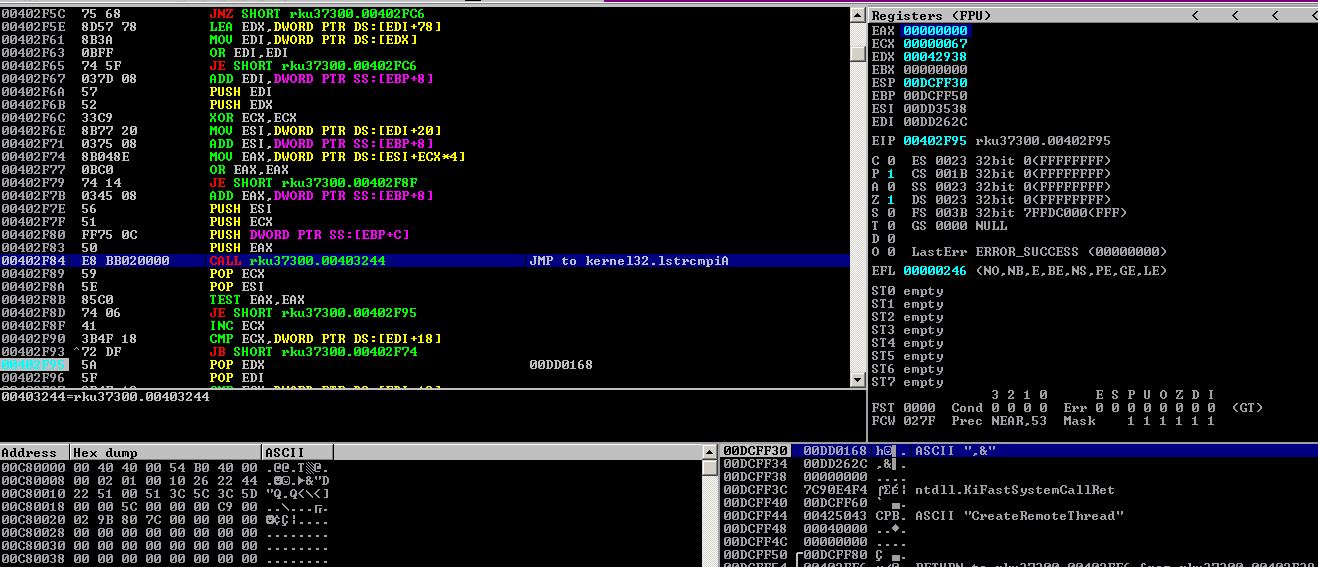 00402F5C 75 68 JNZ SHORT rku37300.00402FC6
00402F5E 8D57 78 LEA EDX,DWORD PTR DS:[EDI+78]
00402F61 8B3A MOV EDI,DWORD PTR DS:[EDX]
00402F63 0BFF OR EDI,EDI
00402F65 74 5F JE SHORT rku37300.00402FC6
00402F67 037D 08 ADD EDI,DWORD PTR SS:[EBP+8]
00402F6A 57 PUSH EDI
00402F6B 52 PUSH EDX
00402F6C 33C9 XOR ECX,ECX
00402F6E 8B77 20 MOV ESI,DWORD PTR DS:[EDI+20]
00402F71 0375 08 ADD ESI,DWORD PTR SS:[EBP+8]
00402F74 8B048E MOV EAX,DWORD PTR DS:[ESI+ECX*4]
00402F77 0BC0 OR EAX,EAX
00402F79 74 14 JE SHORT rku37300.00402F8F
00402F7B 0345 08 ADD EAX,DWORD PTR SS:[EBP+8]
00402F7E 56 PUSH ESI
00402F7F 51 PUSH ECX
00402F80 FF75 0C PUSH DWORD PTR SS:[EBP+C]
00402F83 50 PUSH EAX
00402F84 E8 BB020000 CALL rku37300.00403244 JMP to kernel32.lstrcmpiA
00402F89 59 POP ECX
00402F8A 5E POP ESI
00402F8B 85C0 TEST EAX,EAX
00402F8D 74 06 JE SHORT rku37300.00402F95
00402F8F 41 INC ECX
00402F90 3B4F 18 CMP ECX,DWORD PTR DS:[EDI+18]
00402F93 ^72 DF JB SHORT rku37300.00402F74
00402F95 5A POP EDX 00DD0168
00402F96 5F POP EDI
00403244=rku37300.00403244
Registers (FPU) < < < <
EAX 00000000
ECX 00000067
EDX 00042938
EBX 00000000
ESP 00DCFF30
EBP 00DCFF50
ESI 00DD3538
EDI 00DD262C
EIP 00402F95 rku37300.00402F95
C 0 ES 0023 32bit 0(FFFFFFFF)
P 1 CS 001B 32bit 0(FFFFFFFF)
A 0 SS 0023 32bit 0(FFFFFFFF)
Z 1 DS 0023 32bit 0(FFFFFFFF)
S 0 FS 003B 32bit 7FFDC000(FFF)
T 0 GS 0000 NULL
D 0
O 0 LastErr ERROR_SUCCESS (00000000)
EFL 00000246 (NO,NB,E,BE,NS,PE,GE,LE)
ST0 empty
ST1 empty
ST2 empty
ST3 empty
ST4 empty
ST5 empty
ST6 empty
ST7 empty
3 2 1 0 E S P U O Z D I
FST 0000 Cond 0 0 0 0 Err 0 0 0 0 0 0 0 0 (GT)
FCW 027F Prec NEAR,53 Mask 1 1 1 1 1 1
Address Hex dump ASCII
00C80000 00 40 40 00 54 B0 40 00
00C80008 00 02 01 00 10 26 22 44
00C80010 22 51 00 51 3C 5C 3C 5D "Q.Q<\<]
00C80018 00 00 5C 00 00 00 C9 00
00C80020 02 9B 80 7C 00 00 00 00
00C80028 00 00 00 00 00 00 00 00 ........
00C80030 00 00 00 00 00 00 00 00 ........
00C80038 00 00 00 00 00 00 00 00 ........
00DCFF30 00DD0168 ASCII ",&"
00DCFF34 00DD262C
00DCFF38 00000000 ....
00DCFF3C 7C90E4F4 ntdll.KiFastSystemCallRet
00DCFF40 00DCFF60
00DCFF44 00425043 CPB. ASCII "CreateRemoteThread"
00DCFF48 00040000
00DCFF4C 00000000 ....
00DCFF50 00DCFF80